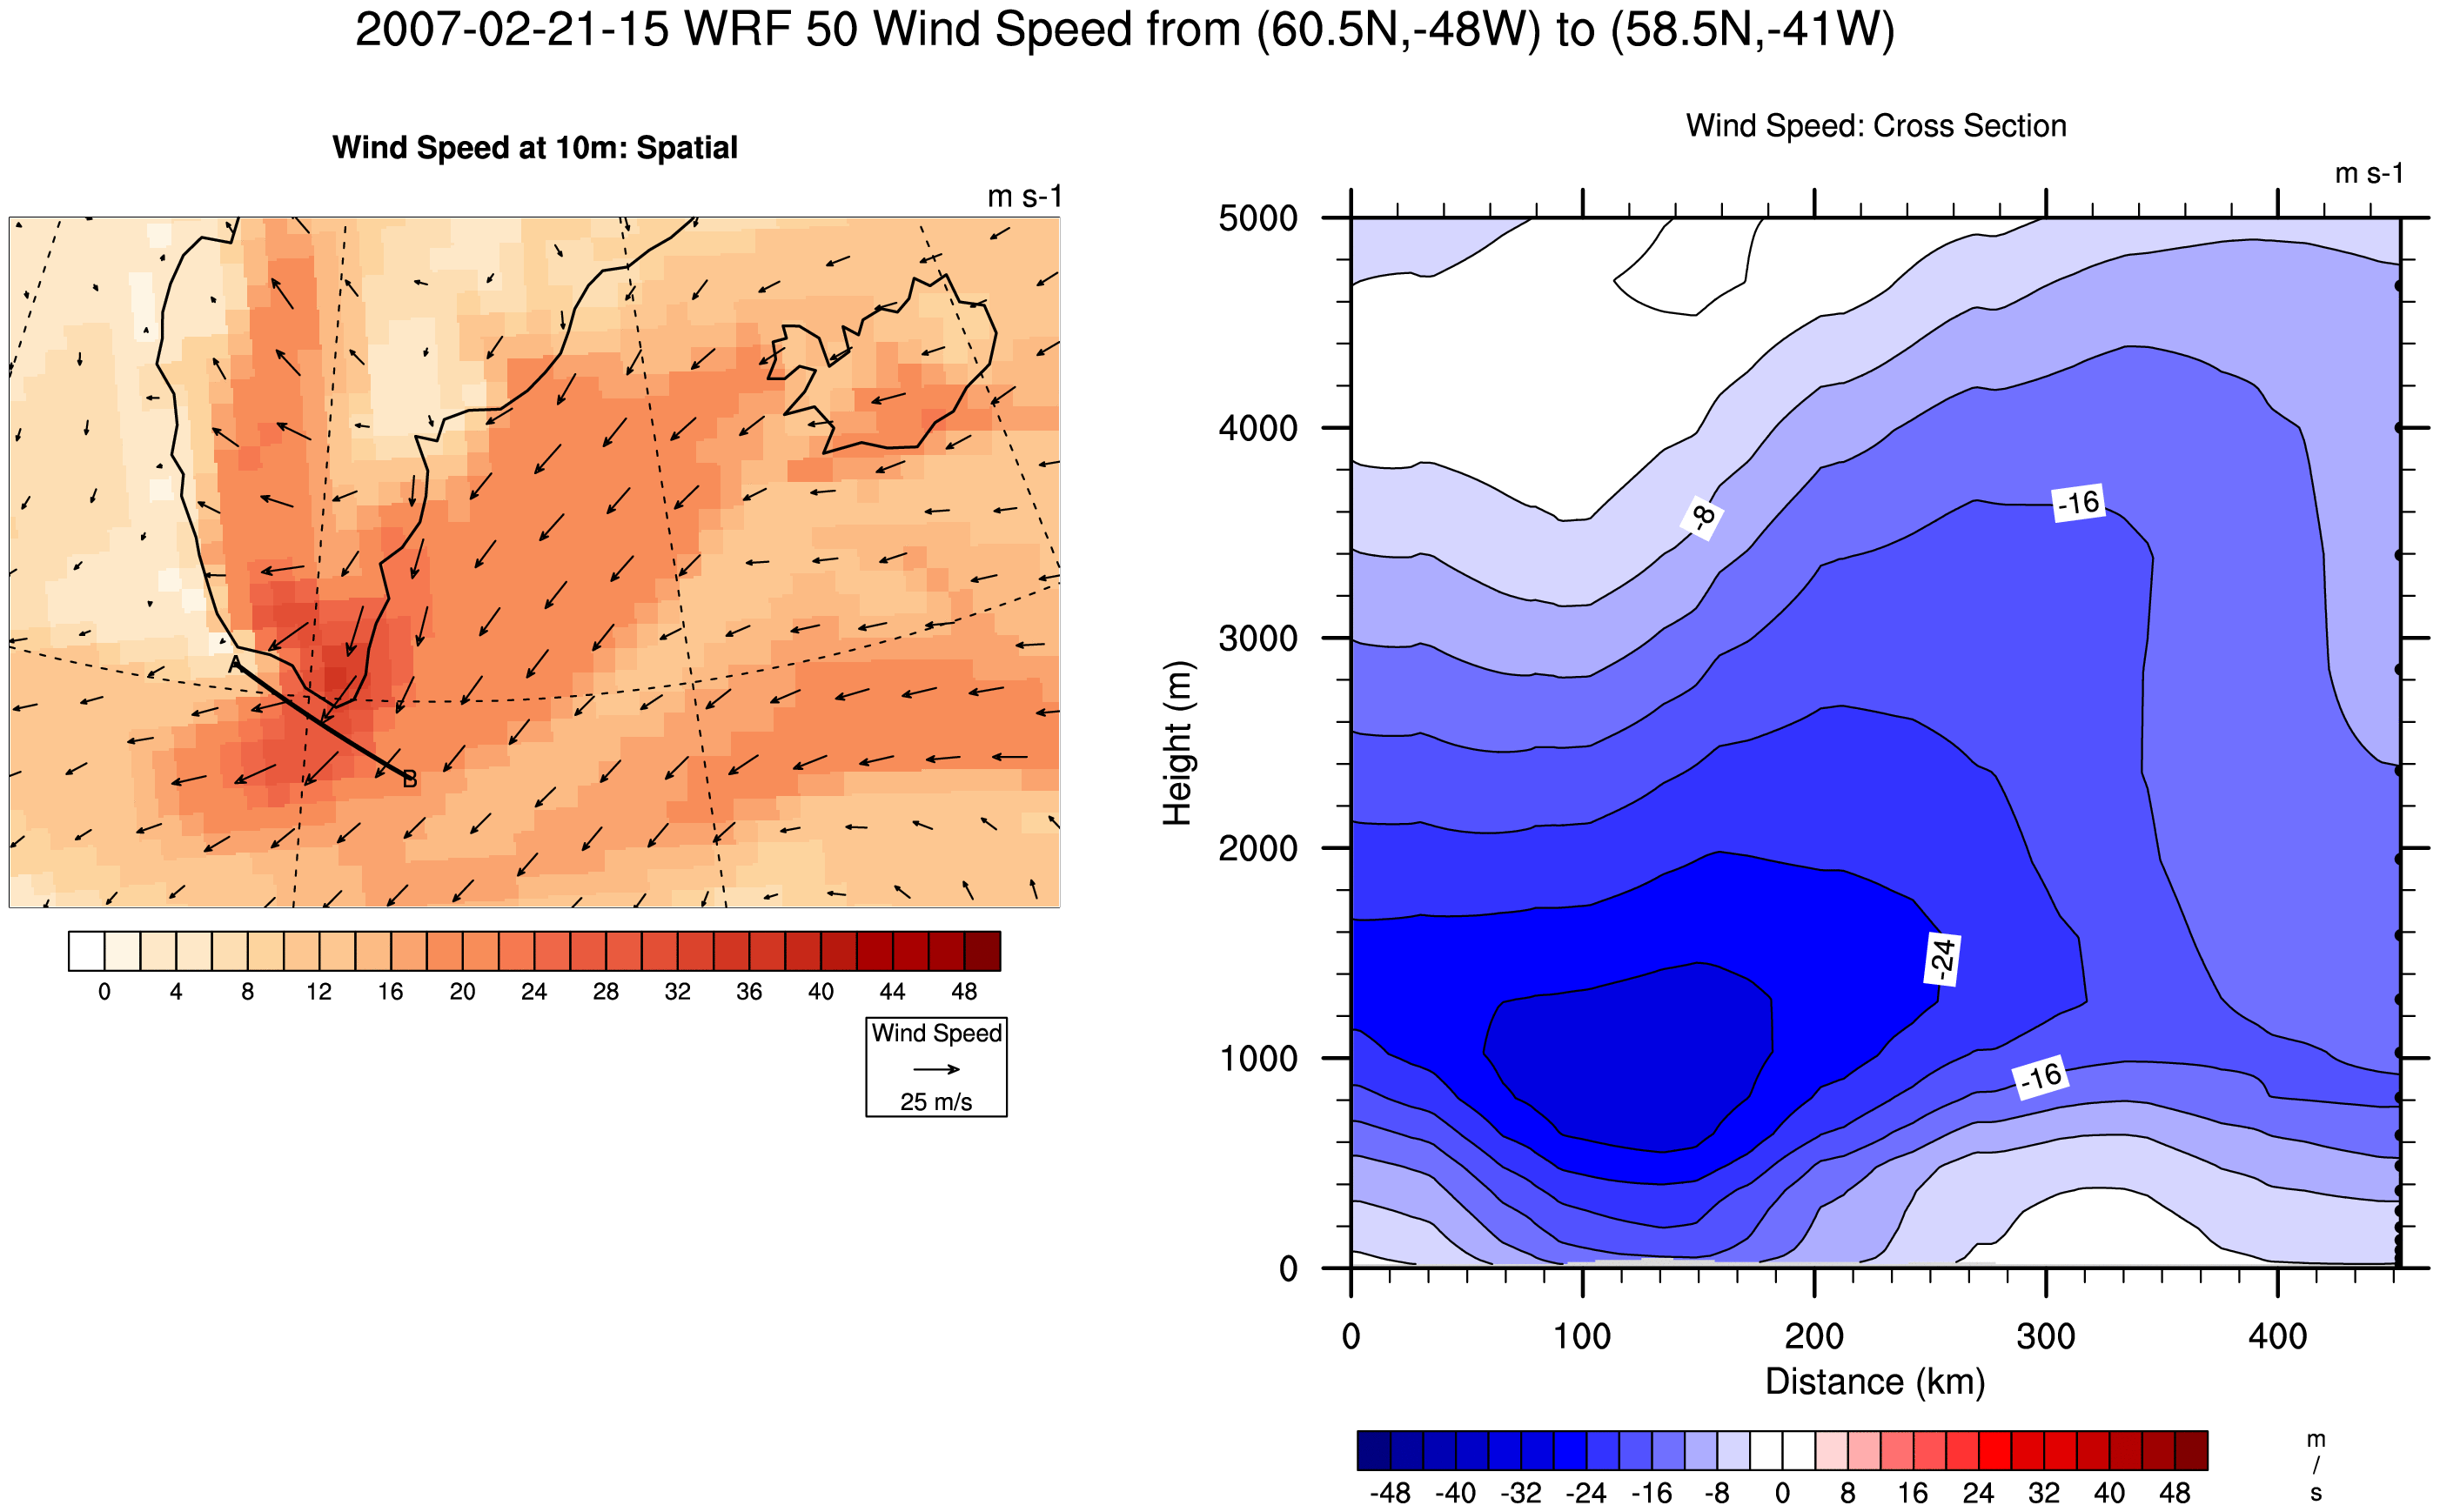 2007-02-21-15 WRF 50 Wind Speed from (60.5N,-48W) to (58.5N,-41W)
Wind Speed at 10m: Spatial
m s-1
A
B
0 4 8 12 16 20 24 28 32 36 40 44 48
Wind Speed
25 m/s
Wind Speed: Cross Section
m s-1
5000
4000
3000
2000
1000
0
Height (m)
-8
-16
-24
-16
0 100 200 300 400
Distance (km)
-48 -40 -32 -24 -16 -8 0 8 16 24 32 40 48
m
/
s